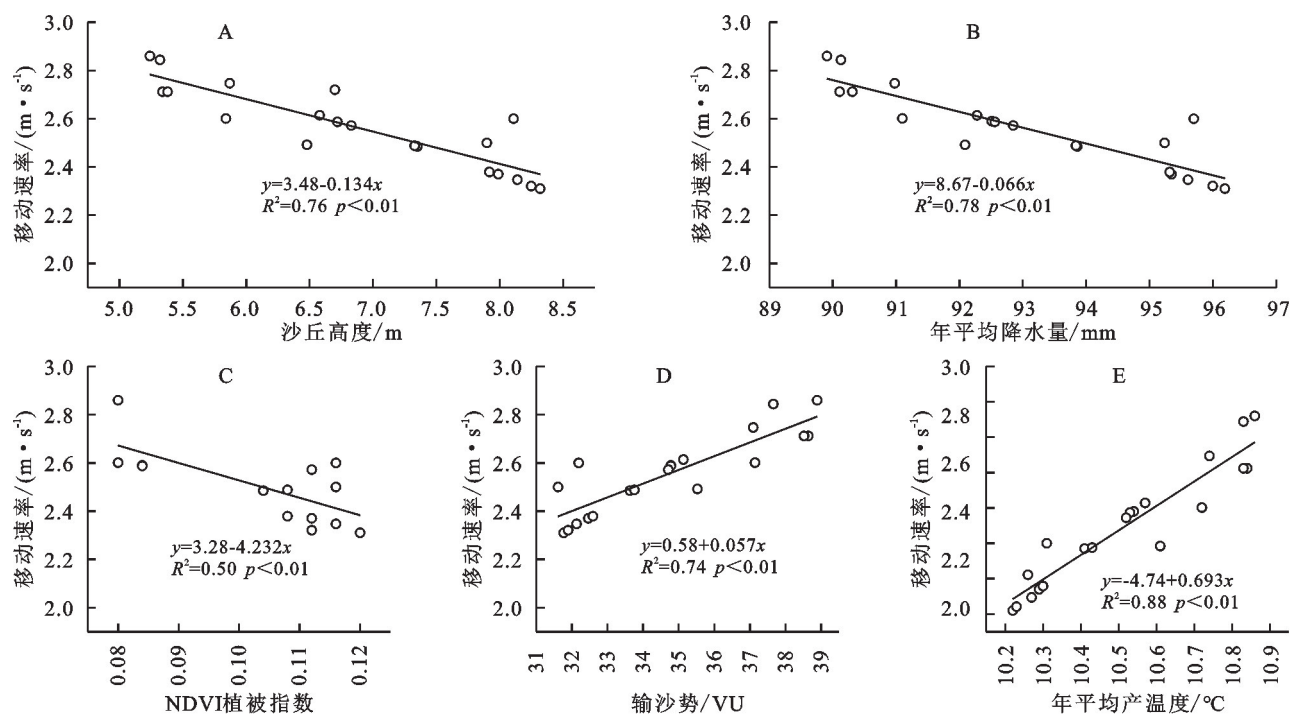 A
3.0
2.8
2.6
2.4
2.2
2.0
移动速率/(m·s⁻¹)
y=3.48-0.134x
R²=0.76 p<0.01
5.0 5.5 6.0 6.5 7.0 7.5 8.0 8.5
沙丘高度/m
B
3.0
2.8
2.6
2.4
2.2
2.0
移动速率/(m·s⁻¹)
y=8.67-0.066x
R²=0.78 p<0.01
89 90 91 92 93 94 95 96 97
年平均降水量/mm
C
3.0
2.8
2.6
2.4
2.2
2.0
移动速率/(m·s⁻¹)
y=3.28-4.232x
R²=0.50 p<0.01
0.08 0.09 0.10 0.11 0.12
NDVI植被指数
D
3.0
2.8
2.6
2.4
2.2
2.0
移动速率/(m·s⁻¹)
y=0.58+0.057x
R²=0.74 p<0.01
31 32 33 34 35 36 37 38 39
输沙势/VU
E
3.0
2.8
2.6
2.4
2.2
2.0
移动速率/(m·s⁻¹)
y=-4.74+0.693x
R²=0.88 p<0.01
10.2 10.3 10.4 10.5 10.6 10.7 10.8 10.9
年平均产温度/℃